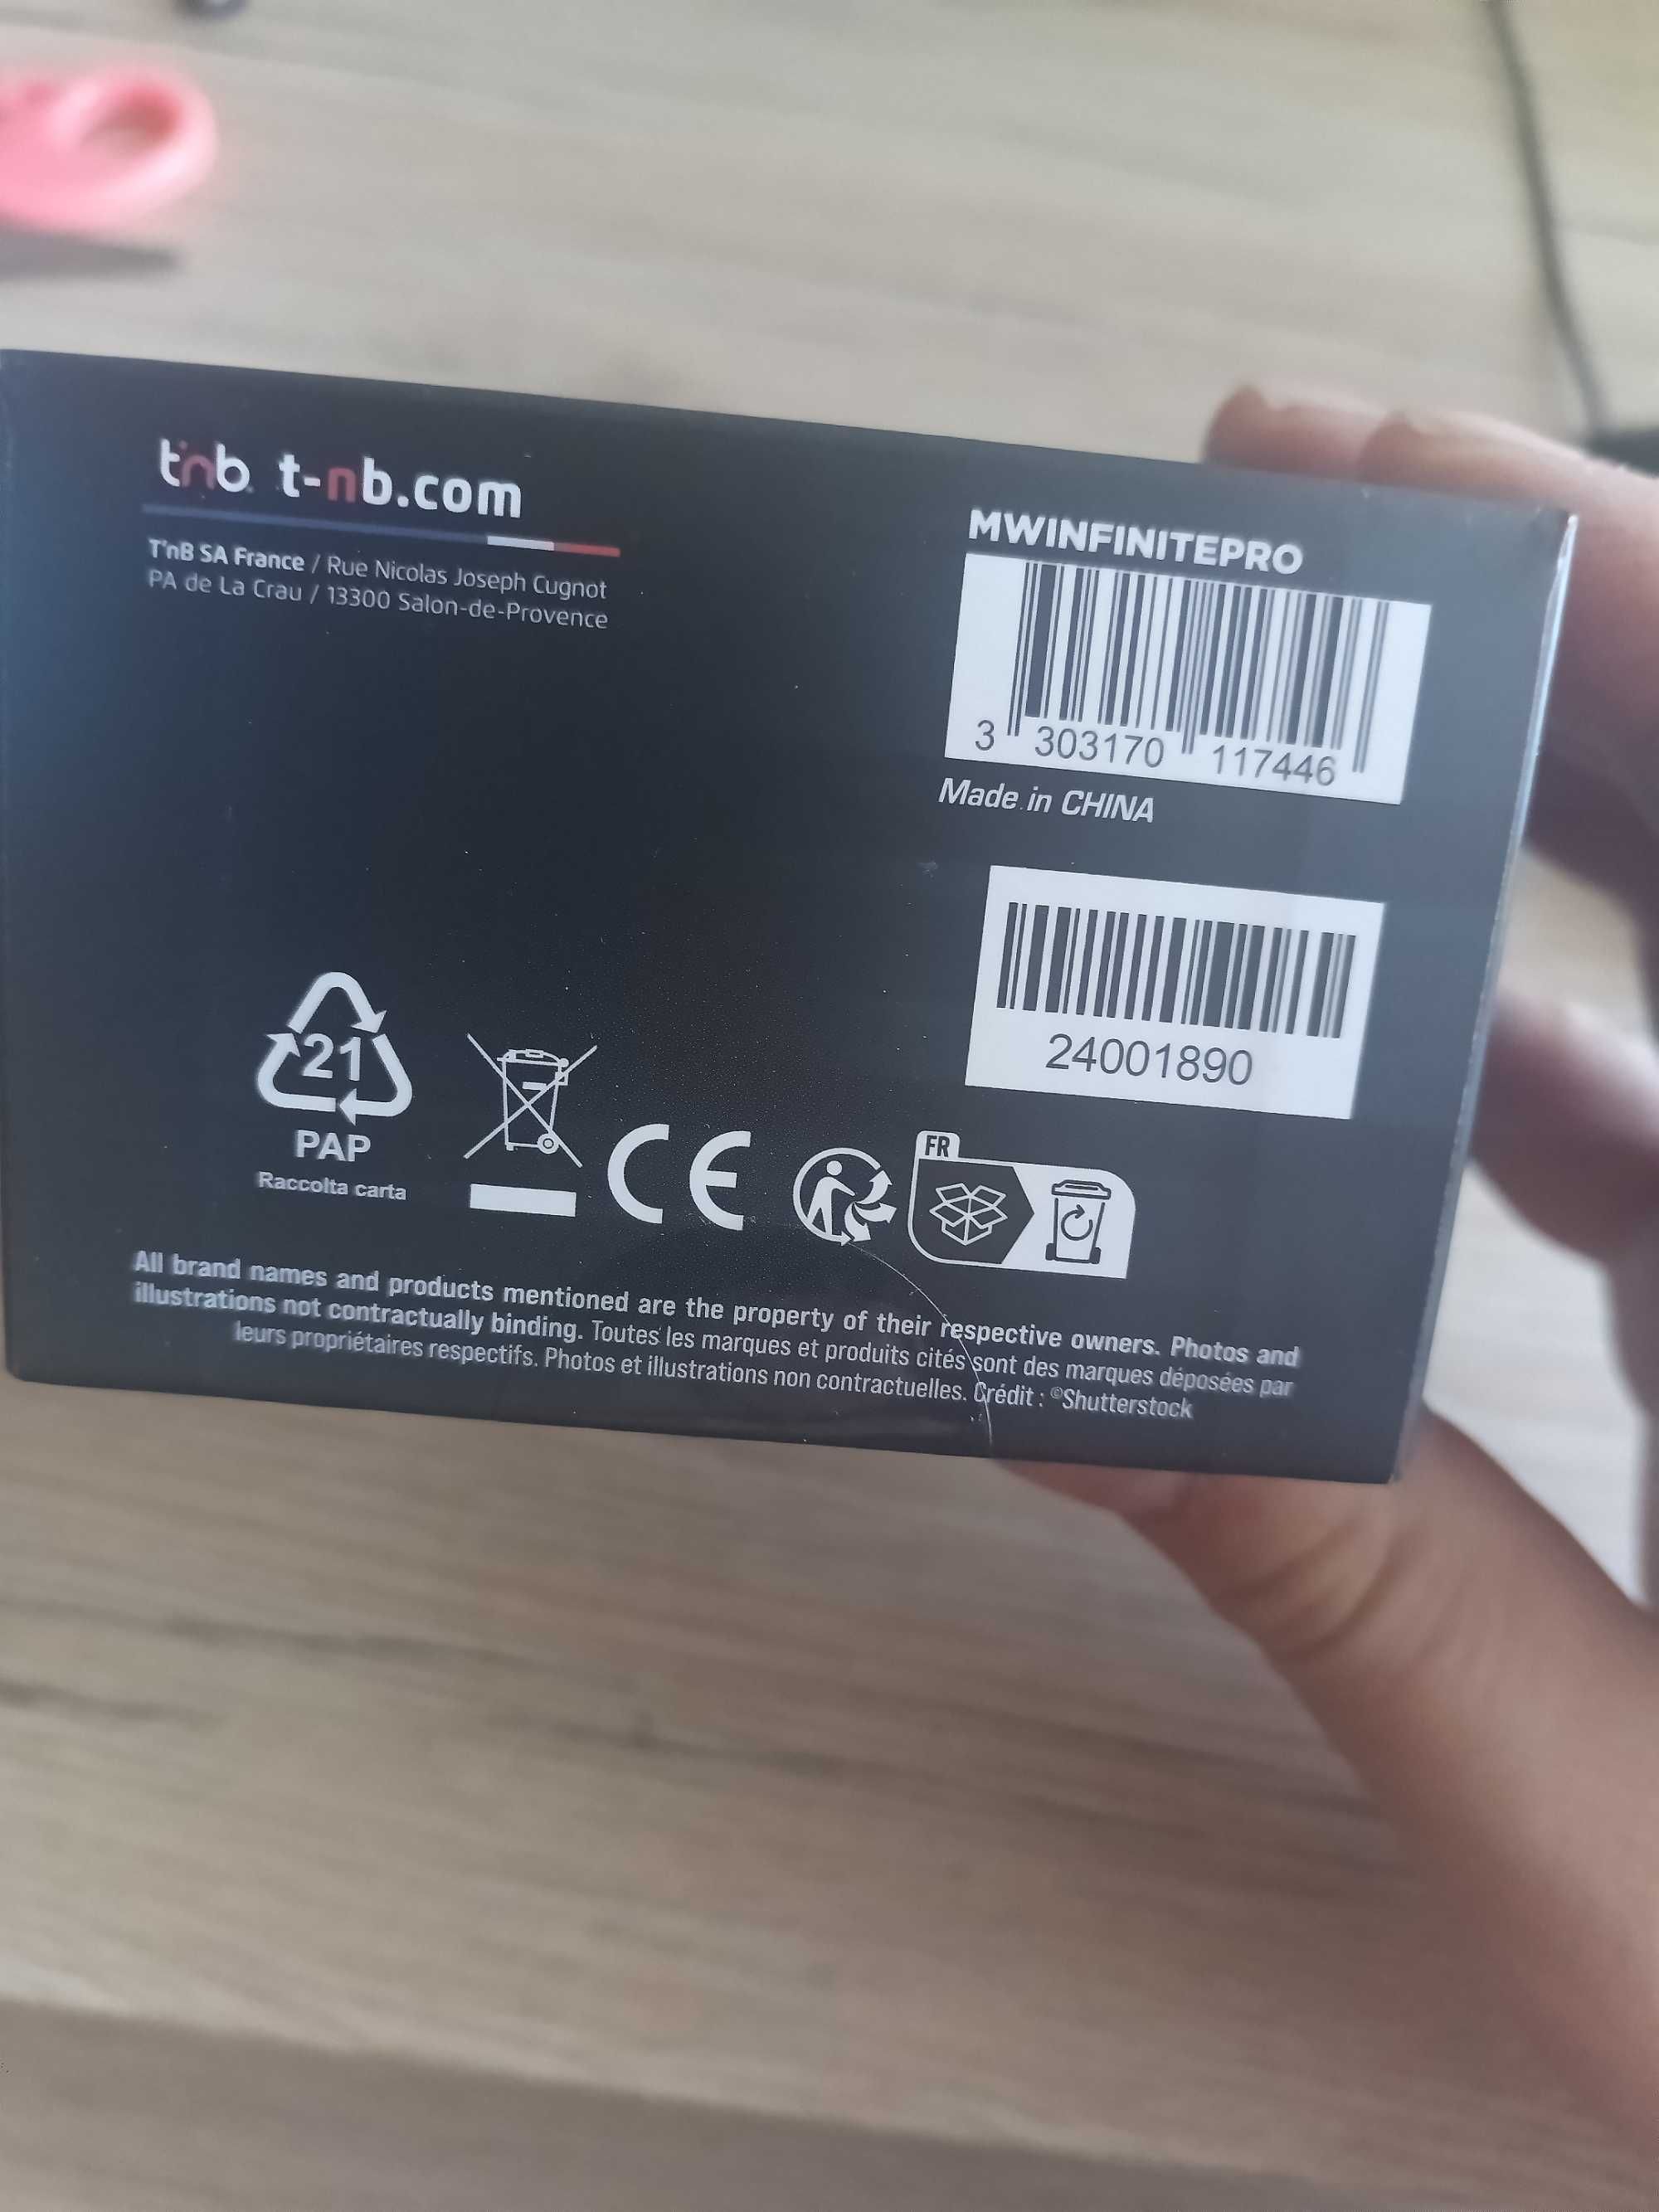 tnb t-nb.com
T'nB SA France / Rue Nicolas Joseph Cugnot
PA de La Crau / 13300 Salon-de-Provence
MWINFINITEPRO
3 303170 117446
Made in CHINA
24001890
21
PAP
Raccolta carta
CE
FR
All brand names and products mentioned are the property of their respective owners. Photos and
illustrations not contractually binding. Toutes les marques et produits cités sont des marques déposées par
leurs propriétaires respectifs. Photos et illustrations non contractuelles. Crédit : ©Shutterstock